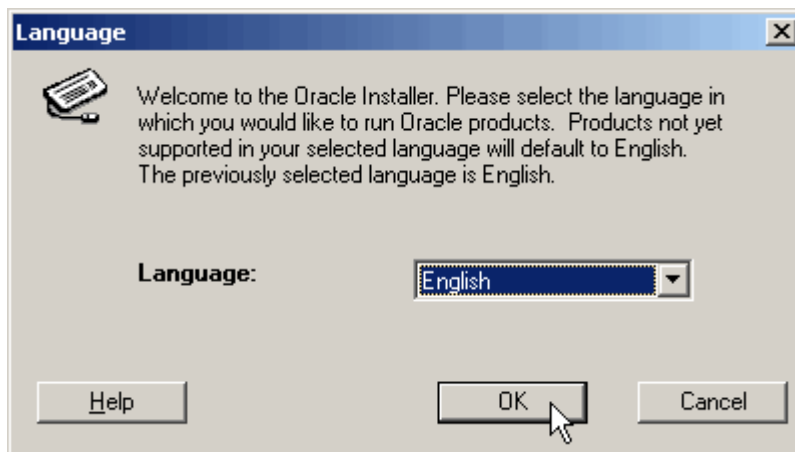 Language
Welcome to the Oracle Installer. Please select the language in
which you would like to run Oracle products.  Products not yet
supported in your selected language will default to English.
The previously selected language is English.
Language:
English
Help
OK
Cancel